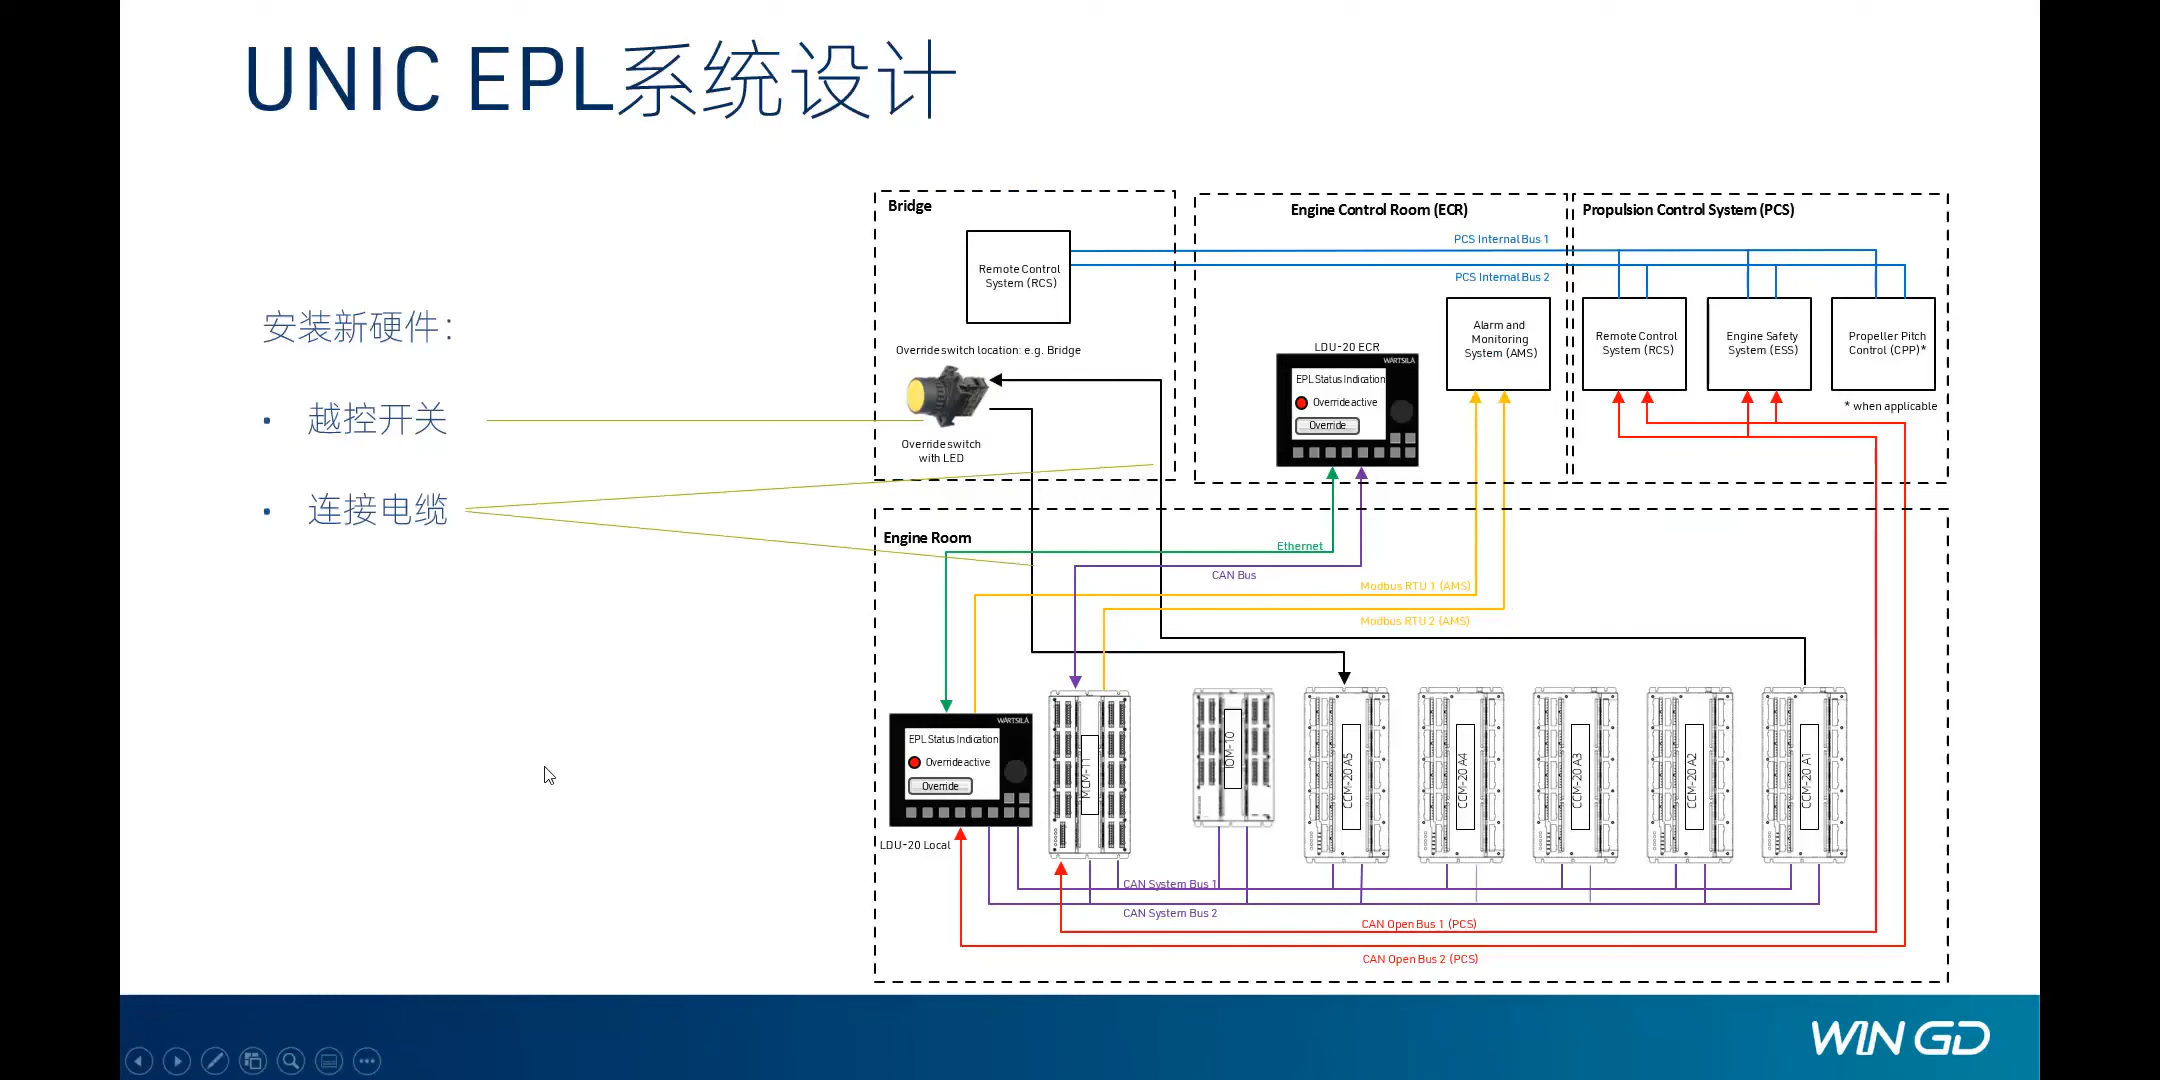 UNIC EPL系统设计
安装新硬件:
• 越控开关
• 连接电缆
Bridge
Remote Control
System (RCS)
Override switch location: e.g. Bridge
Override switch
with LED
Engine Control Room (ECR)
PCS Internal Bus 1
PCS Internal Bus 2
LDU-20 ECR
WÄRTSILÄ
EPL Status Indication
Override active
Override
Alarm and
Monitoring
System (AMS)
Propulsion Control System (PCS)
Remote Control
System (RCS)
Engine Safety
System (ESS)
Propeller Pitch
Control (CPP)*
* when applicable
Engine Room
Ethernet
CAN Bus
Modbus RTU 1 (AMS)
Modbus RTU 2 (AMS)
WÄRTSILÄ
EPL Status Indication
Override active
Override
LDU-20 Local
MCM-11
IOM-10
CCM-20 A5
CCM-20 A4
CCM-20 A3
CCM-20 A2
CCM-20 A1
CAN System Bus 1
CAN System Bus 2
CAN Open Bus 1 (PCS)
CAN Open Bus 2 (PCS)
WIN GD